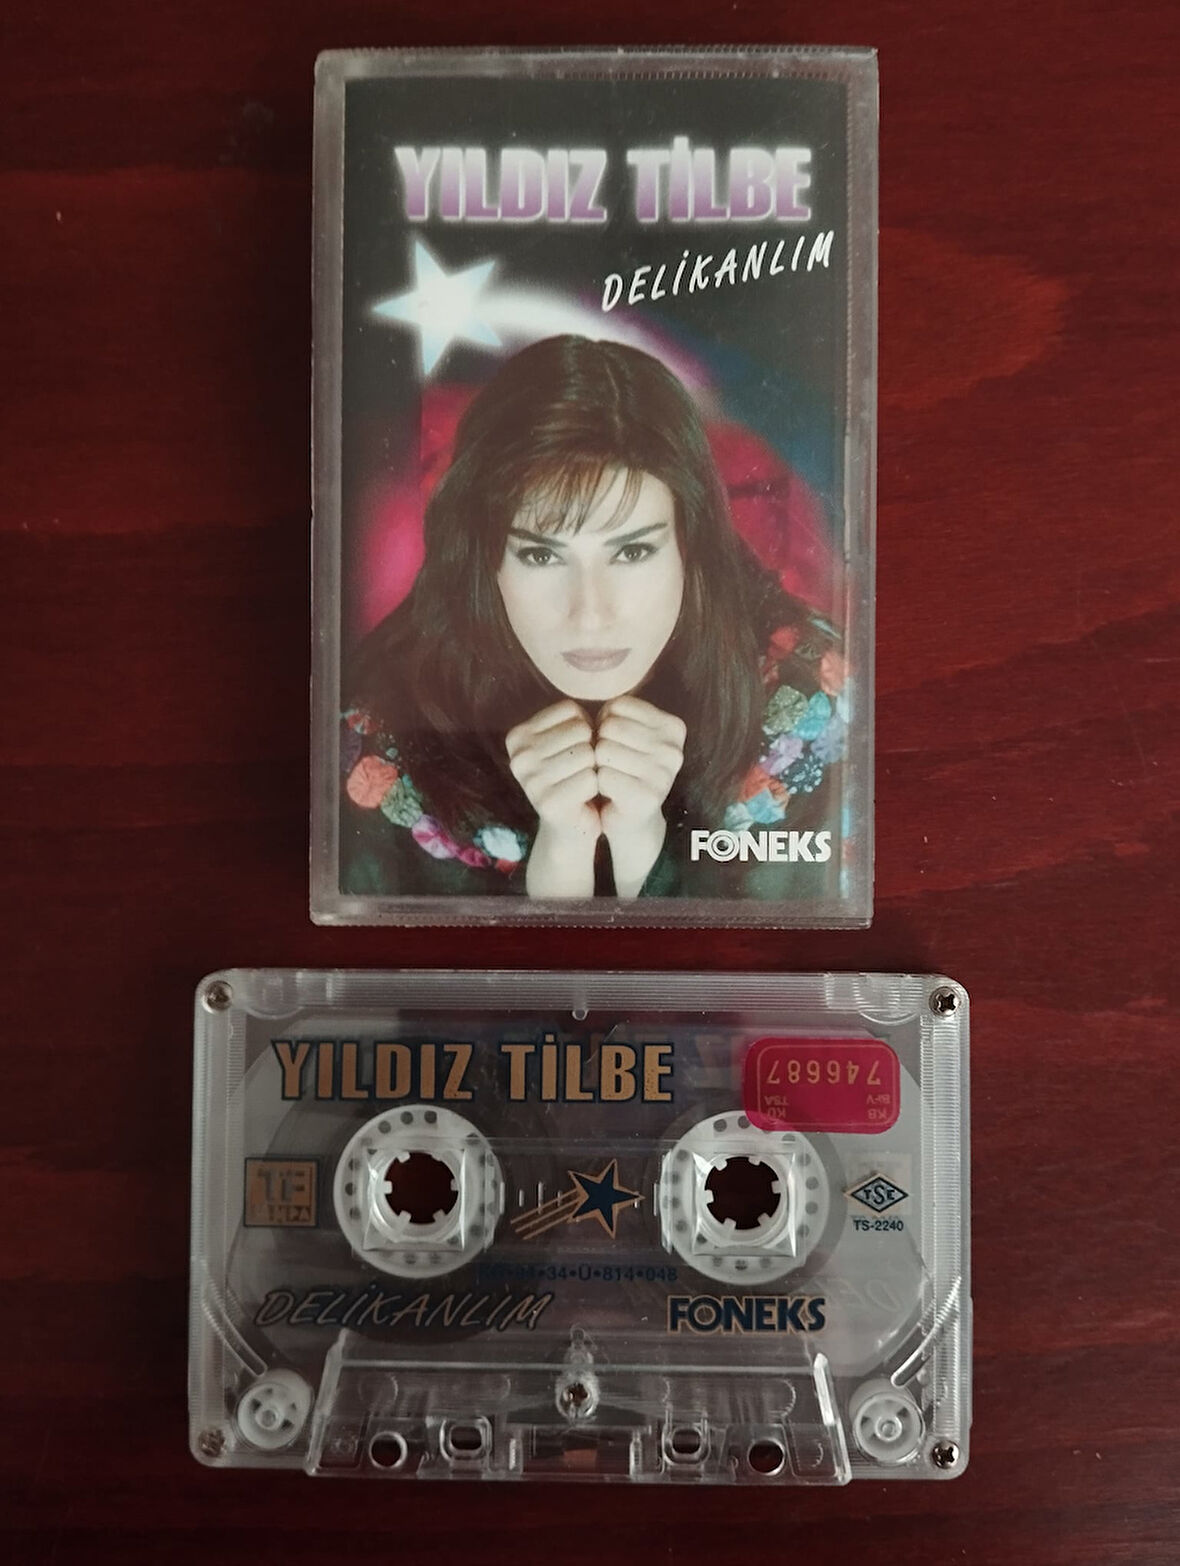 YILDIZ TİLBE
DELİKANLIM
FONEKS
YILDIZ TİLBE
746687
KB
Bi-V
KÜ
TSA
TSE
TS-2240
34•Ü•814•048
DELİKANLIM
FONEKS